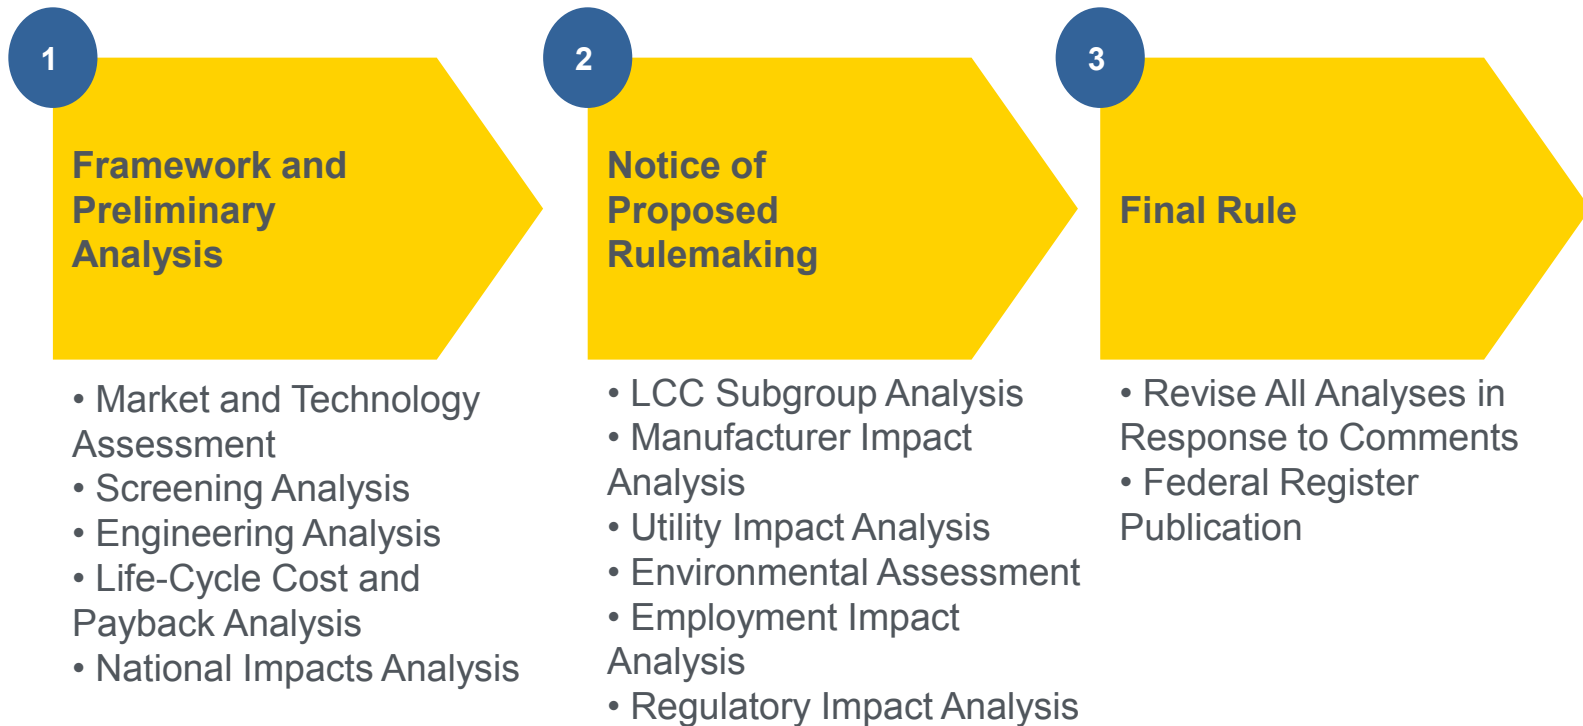 1
Framework and
Preliminary
Analysis
• Market and Technology
Assessment
• Screening Analysis
• Engineering Analysis
• Life-Cycle Cost and
Payback Analysis
• National Impacts Analysis
2
Notice of
Proposed
Rulemaking
• LCC Subgroup Analysis
• Manufacturer Impact
Analysis
• Utility Impact Analysis
• Environmental Assessment
• Employment Impact
Analysis
• Regulatory Impact Analysis
3
Final Rule
• Revise All Analyses in
Response to Comments
• Federal Register
Publication